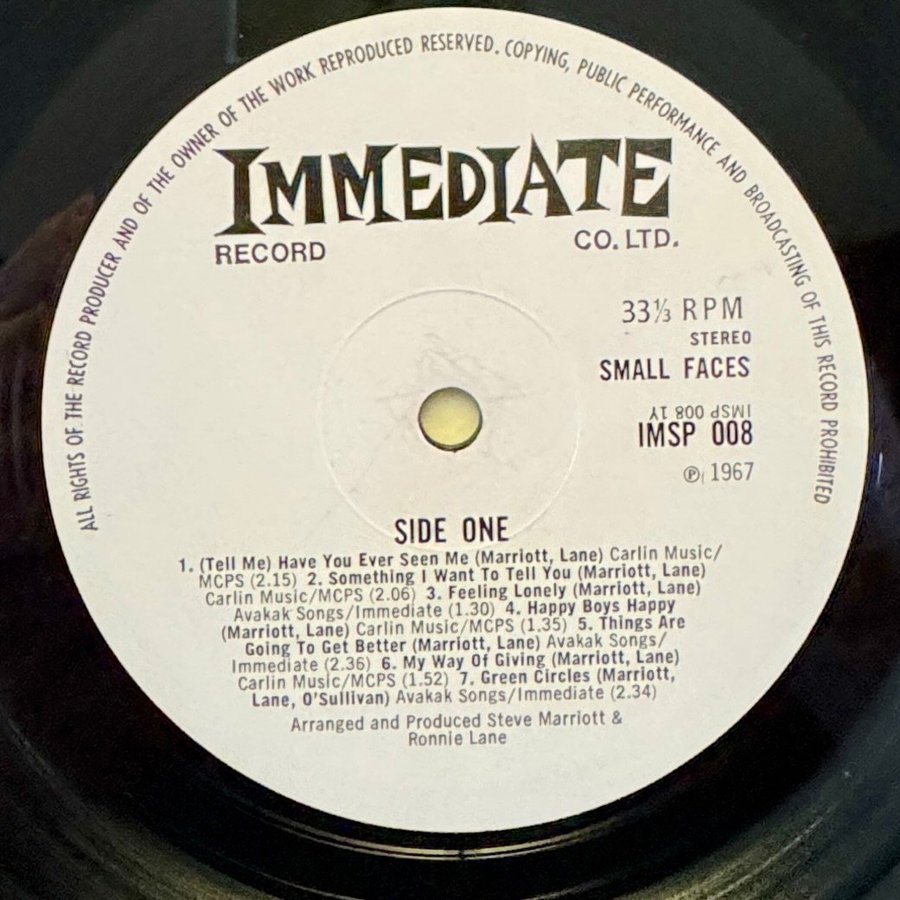 ALL RIGHTS OF THE RECORD PRODUCER AND OF THE OWNER OF THE WORK REPRODUCED RESERVED. COPYING, PUBLIC PERFORMANCE AND BROADCASTING OF THIS RECORD PROHIBITED
IMMEDIATE
RECORD CO. LTD.
33⅓ RPM
STEREO
SMALL FACES
IMSP 008 1Y
IMSP 008
℗ 1967
SIDE ONE
1. (Tell Me) Have You Ever Seen Me (Marriott, Lane) Carlin Music/
MCPS (2.15) 2. Something I Want To Tell You (Marriott, Lane)
Carlin Music/MCPS (2.06) 3. Feeling Lonely (Marriott, Lane)
Avakak Songs/Immediate (1.30) 4. Happy Boys Happy
(Marriott, Lane) Carlin Music/MCPS (1.35) 5. Things Are
Going To Get Better (Marriott, Lane) Avakak Songs/
Immediate (2.36) 6. My Way Of Giving (Marriott, Lane)
Carlin Music/MCPS (1.52) 7. Green Circles (Marriott,
Lane, O'Sullivan) Avakak Songs/Immediate (2.34)
Arranged and Produced Steve Marriott &
Ronnie Lane